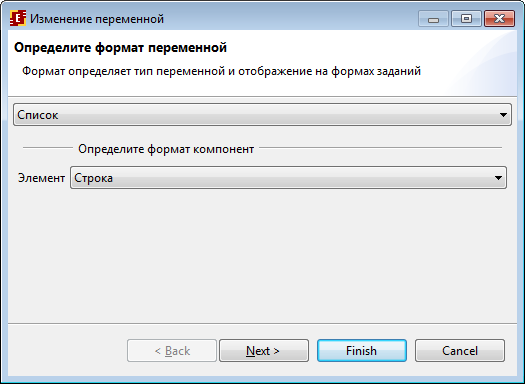 Изменение переменной
Определите формат переменной
Формат определяет тип переменной и отображение на формах заданий
Список
Определите формат компонент
Элемент Строка
< Back Next > Finish Cancel